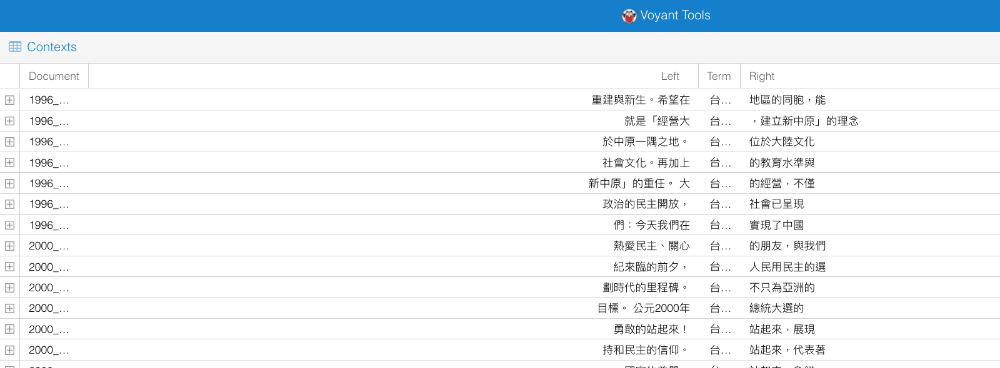 Voyant Tools
Contexts
Document Left Term Right
1996_... 重建與新生。希望在 台... 地區的同胞，能
1996_... 就是「經營大 台... ，建立新中原」的理念
1996_... 於中原一隅之地。 台... 位於大陸文化
1996_... 社會文化。再加上 台... 的教育水準與
1996_... 新中原」的重任。 大 台... 的經營，不僅
1996_... 政治的民主開放， 台... 社會已呈現
1996_... 們：今天我們在 台... 實現了中國
2000_... 熱愛民主、關心 台... 的朋友，與我們
2000_... 紀來臨的前夕， 台... 人民用民主的選
2000_... 劃時代的里程碑。 台... 不只為亞洲的
2000_... 目標。 公元2000年 台... 總統大選的
2000_... 勇敢的站起來！ 台... 站起來，展現
2000_... 持和民主的信仰。 台... 站起來，代表著